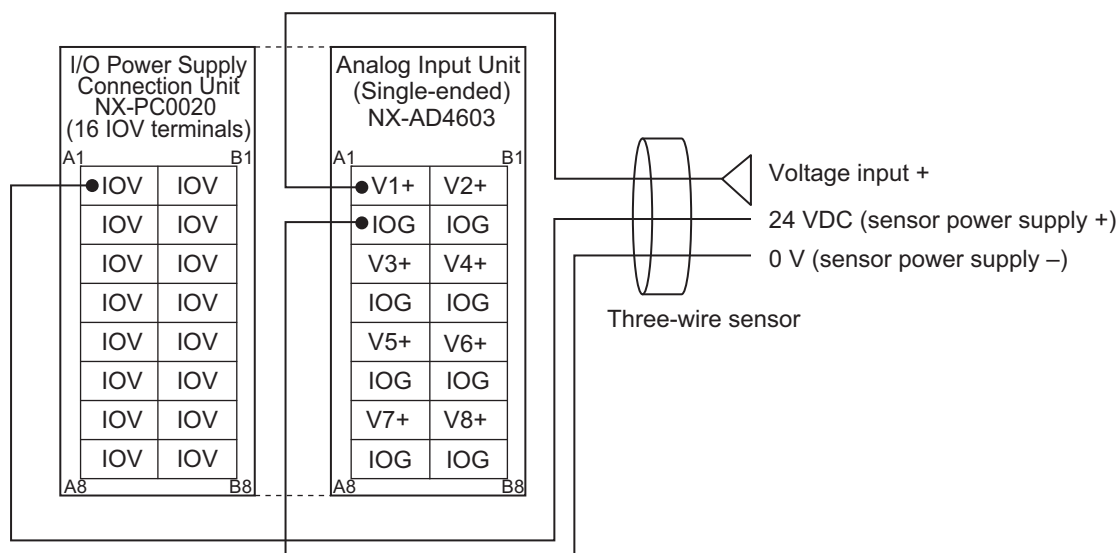 I/O Power Supply
Connection Unit
NX-PC0020
(16 IOV terminals)
A1 B1
IOV IOV
IOV IOV
IOV IOV
IOV IOV
IOV IOV
IOV IOV
IOV IOV
IOV IOV
A8 B8
Analog Input Unit
(Single-ended)
NX-AD4603
A1 B1
V1+ V2+
IOG IOG
V3+ V4+
IOG IOG
V5+ V6+
IOG IOG
V7+ V8+
IOG IOG
A8 B8
Voltage input +
24 VDC (sensor power supply +)
0 V (sensor power supply –)
Three-wire sensor